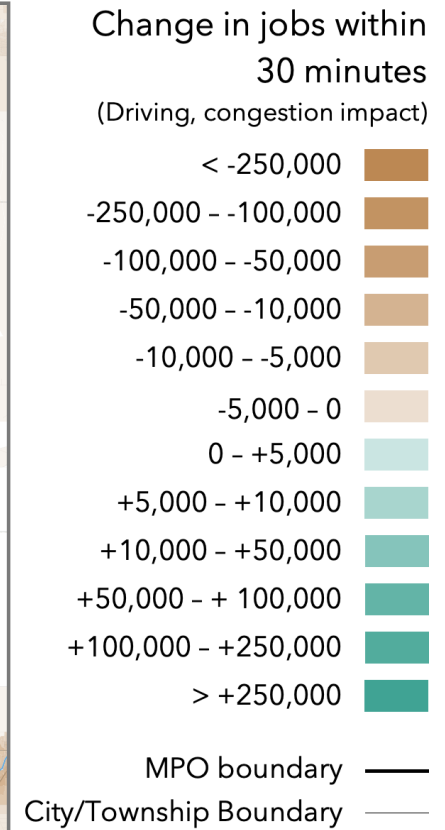 Change in jobs within
30 minutes
(Driving, congestion impact)
< -250,000
-250,000 – -100,000
-100,000 – -50,000
-50,000 – -10,000
-10,000 – -5,000
-5,000 – 0
0 – +5,000
+5,000 – +10,000
+10,000 – +50,000
+50,000 – + 100,000
+100,000 – +250,000
> +250,000
MPO boundary
City/Township Boundary